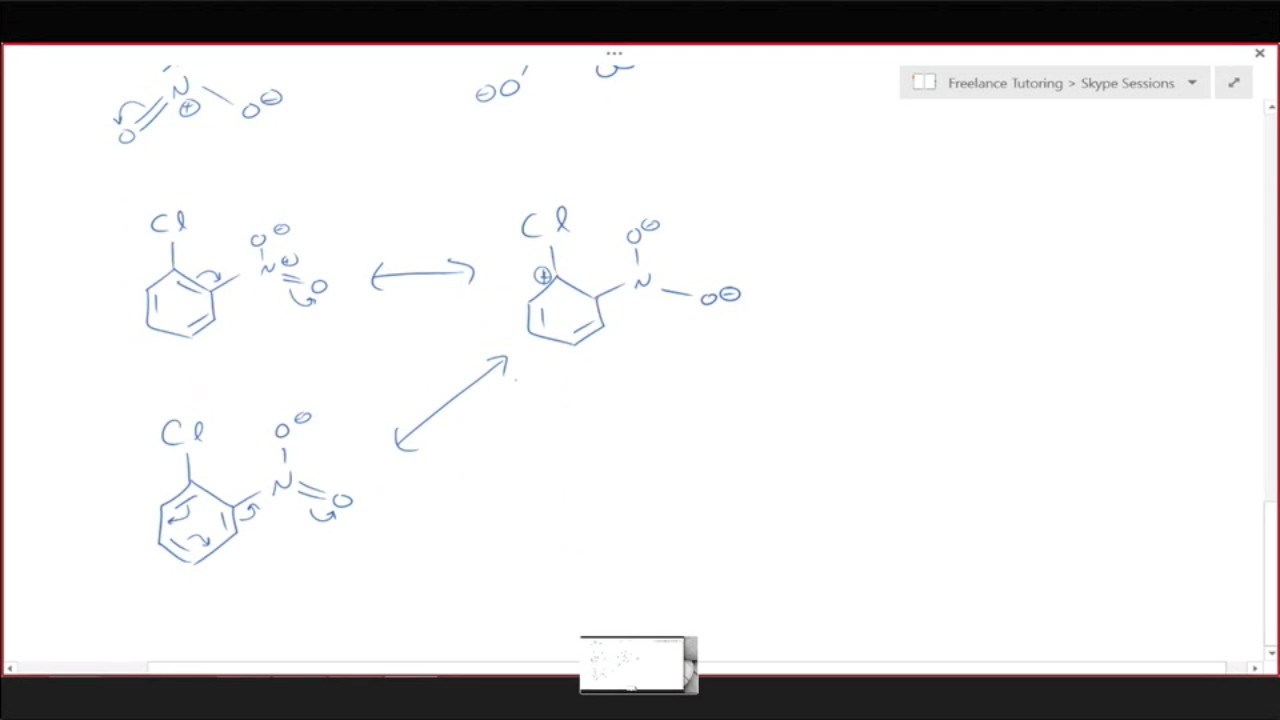 Freelance Tutoring > Skype Sessions
N
⊕
O
O ⊖
⊖ O
Cl
O ⊖
N ⊕
O
Cl
⊕
O ⊖
N
O ⊖
Cl
O ⊖
N
O